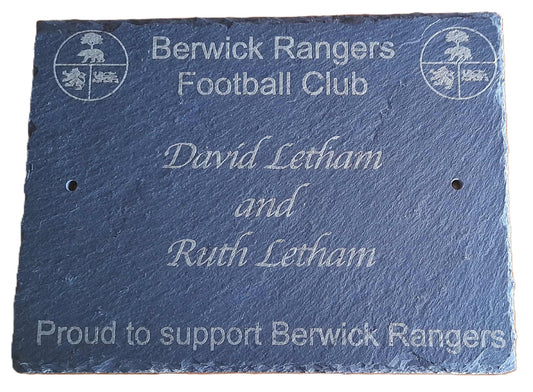 Berwick Rangers
Football Club
David Letham
and
Ruth Letham
Proud to support Berwick Rangers